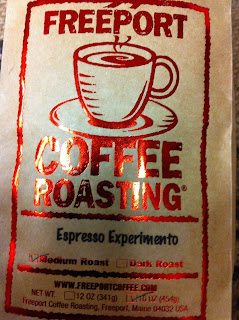 FREEPORT
COFFEE
ROASTING®
Espresso Experimento
Medium Roast Dark Roast
WWW.FREEPORTCOFFEE.COM
NET WT. 12 OZ (341g) 16 OZ (454g)
Freeport Coffee Roasting, Freeport, Maine 04032 USA